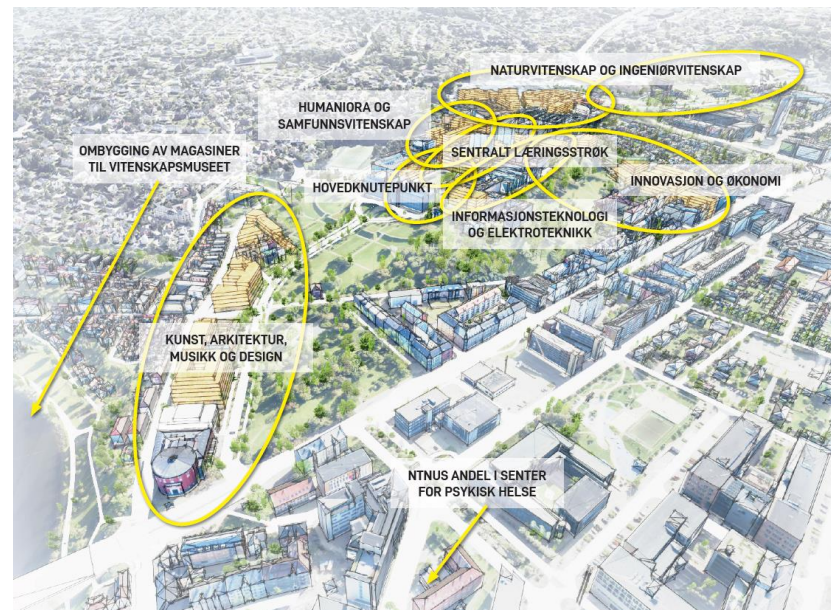 NATURVITENSKAP OG INGENIØRVITENSKAP
HUMANIORA OG
SAMFUNNSVITENSKAP
OMBYGGING AV MAGASINER
TIL VITENSKAPSMUSEET
SENTRALT LÆRINGSSTRØK
HOVEDKNUTEPUNKT
INNOVASJON OG ØKONOMI
INFORMASJONSTEKNOLOGI
OG ELEKTROTEKNIKK
KUNST, ARKITEKTUR,
MUSIKK OG DESIGN
NTNUS ANDEL I SENTER
FOR PSYKISK HELSE